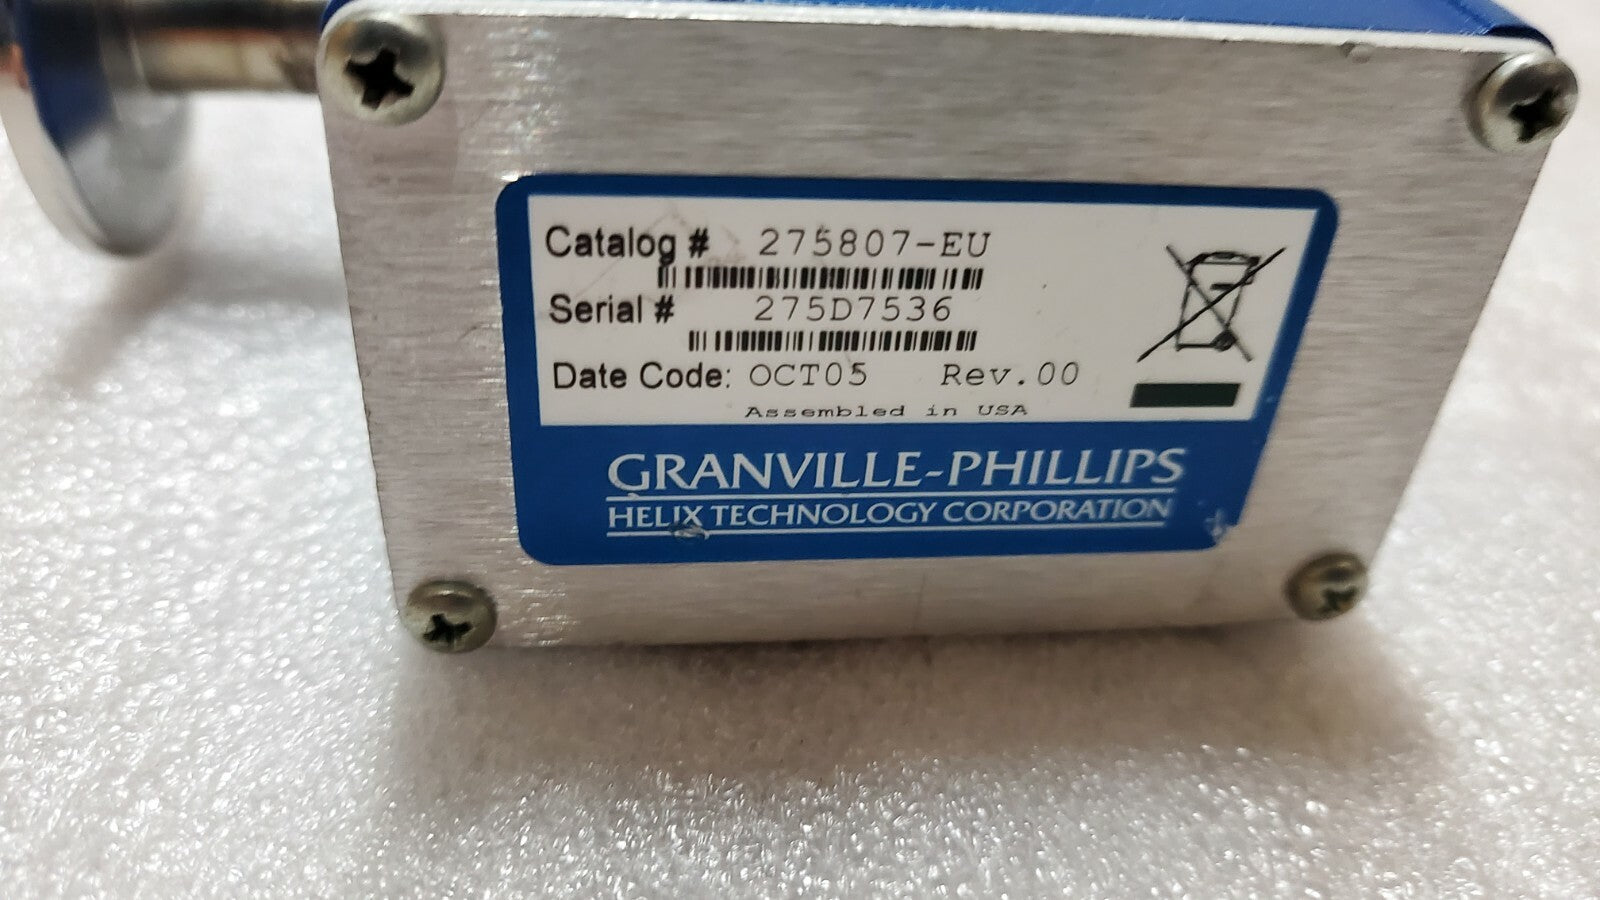 Catalog # 275807-EU
Serial # 275D7536
Date Code: OCT05 Rev.00
Assembled in USA
GRANVILLE-PHILLIPS
HELIX TECHNOLOGY CORPORATION